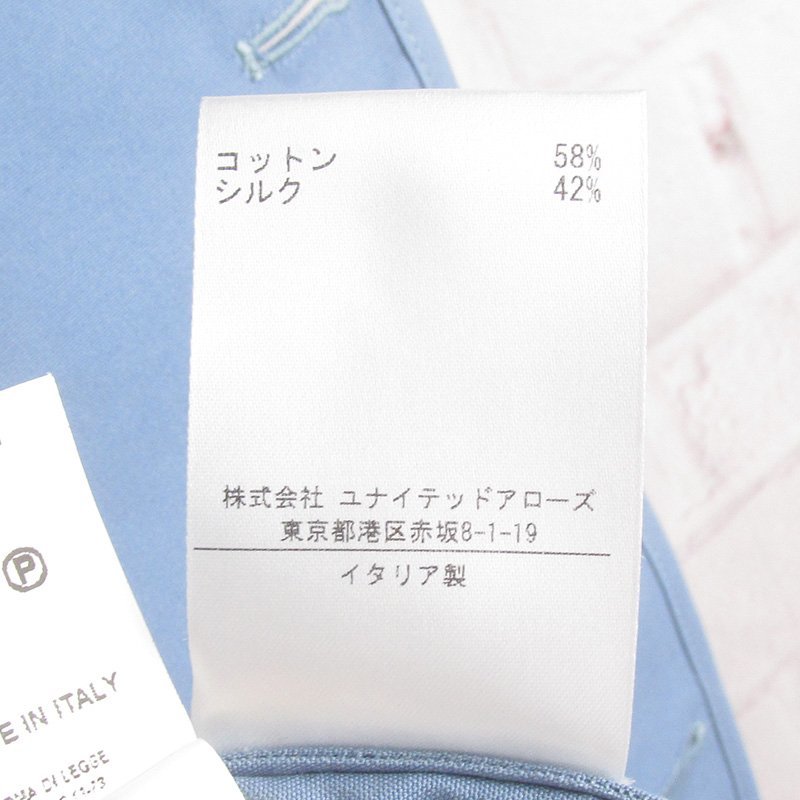 コットン 58%
シルク 42%
株式会社 ユナイテッドアローズ
東京都港区赤坂8-1-19
イタリア製
P
E IN ITALY
DI LEGGE